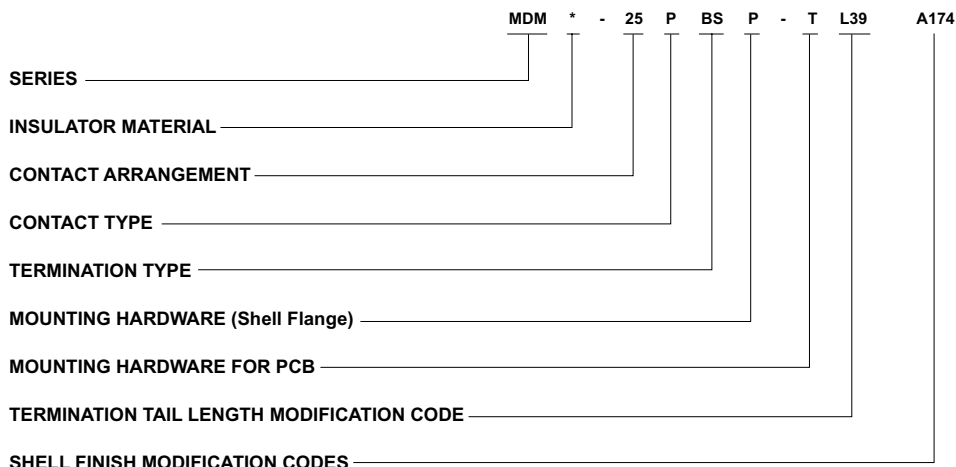 MDM * - 25 P BS P - T L39 A174
SERIES
INSULATOR MATERIAL
CONTACT ARRANGEMENT
CONTACT TYPE
TERMINATION TYPE
MOUNTING HARDWARE (Shell Flange)
MOUNTING HARDWARE FOR PCB
TERMINATION TAIL LENGTH MODIFICATION CODE
SHELL FINISH MODIFICATION CODES